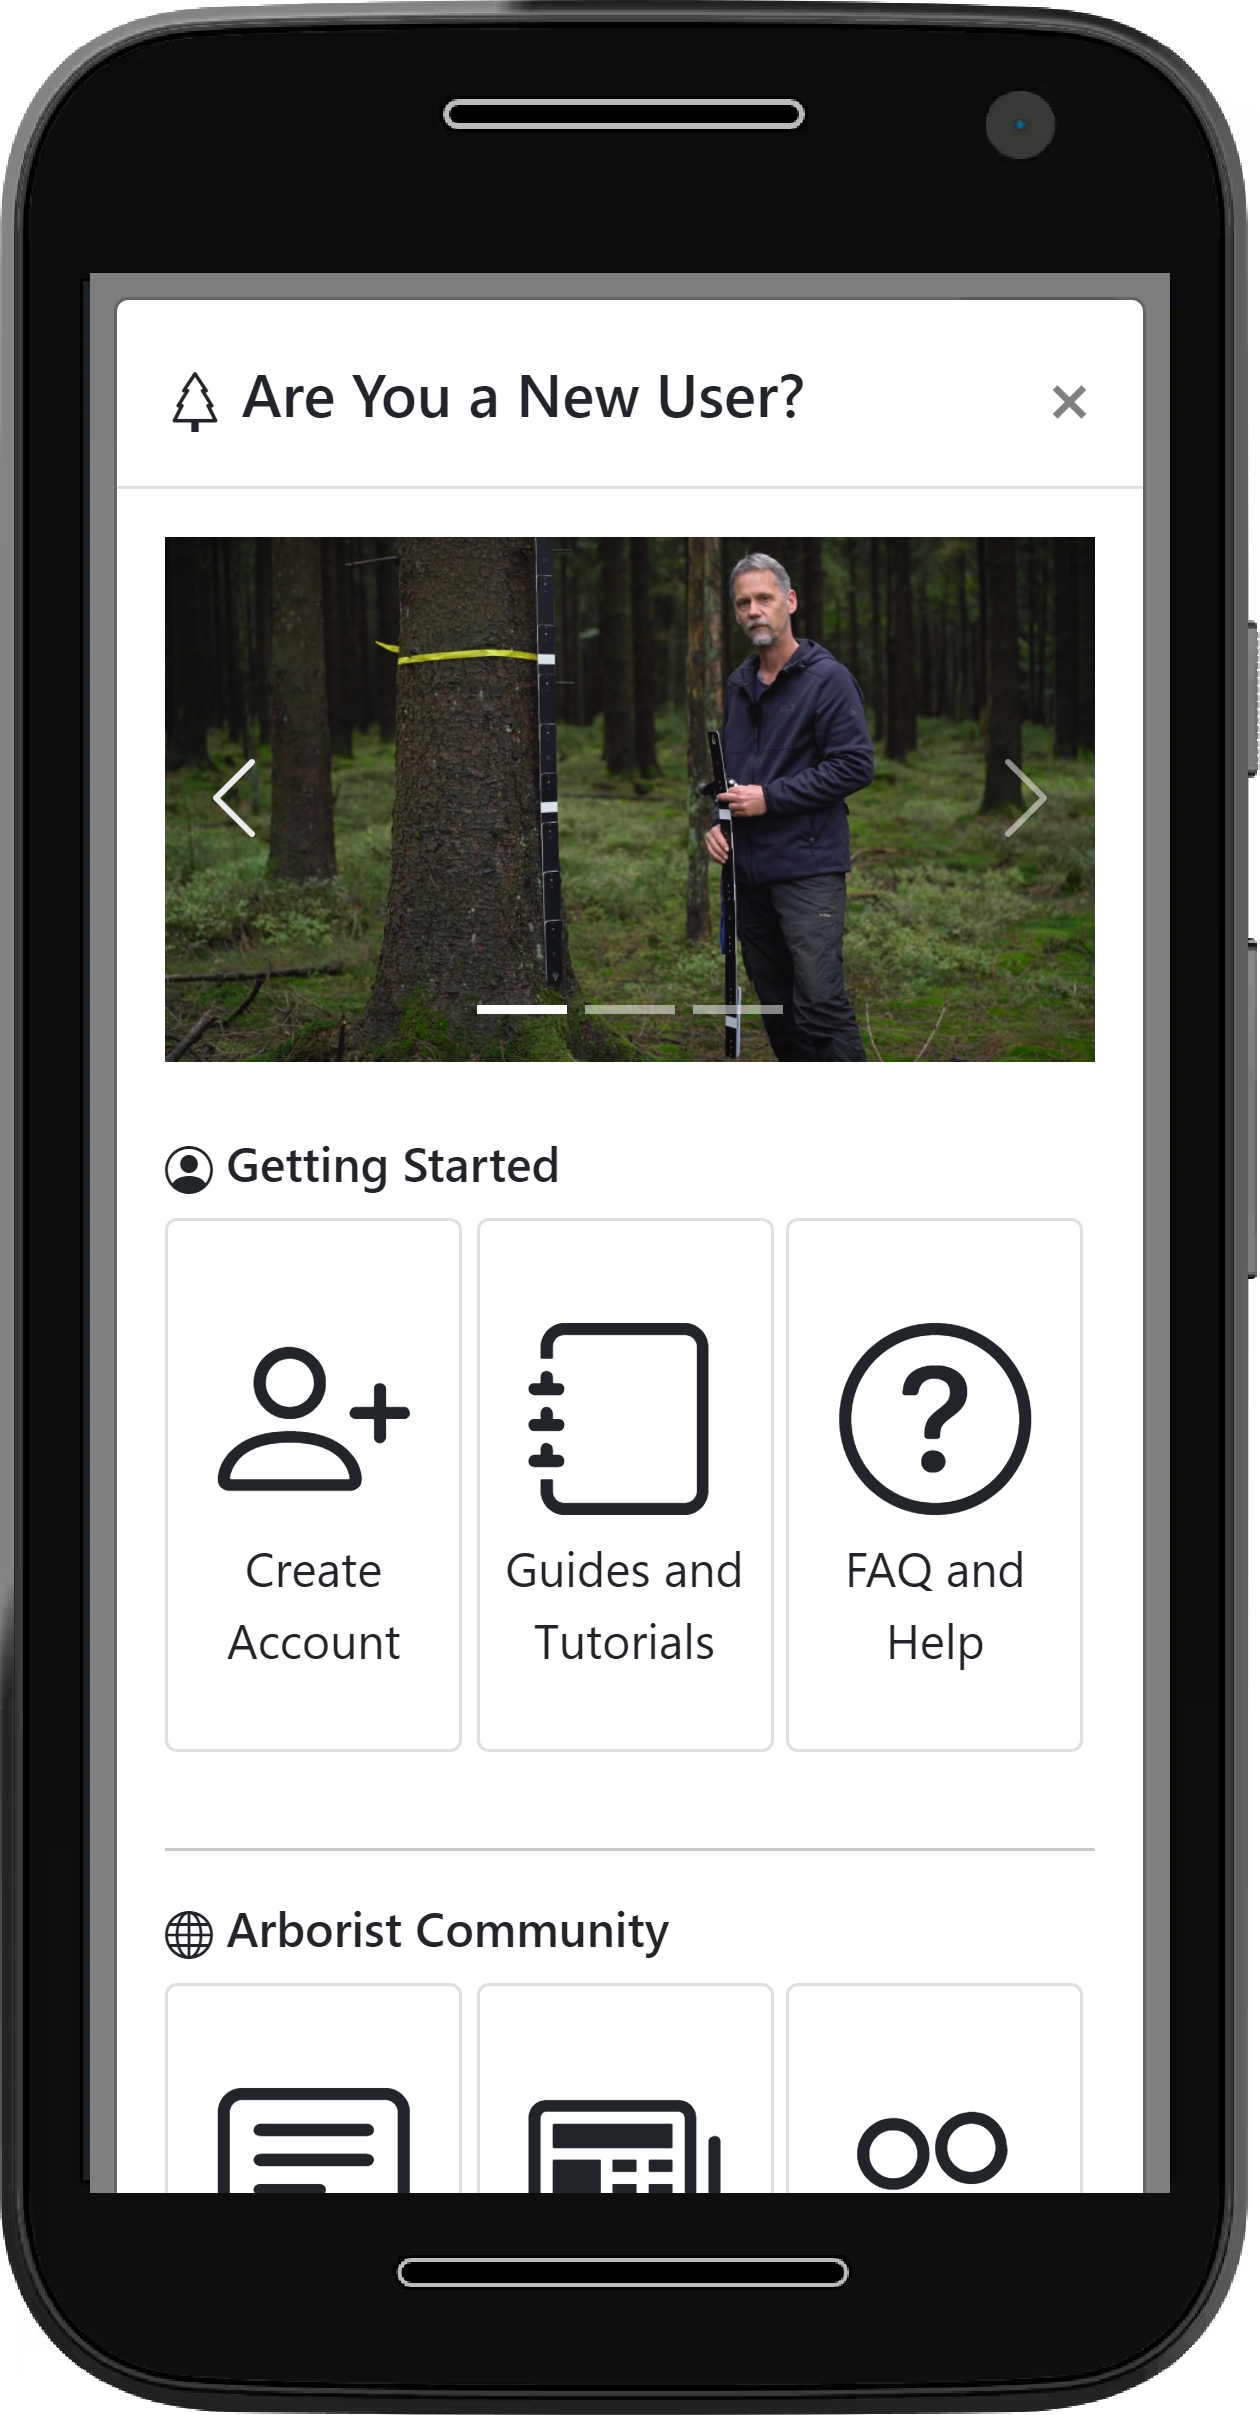 Are You a New User?
Getting Started
Create
Account
Guides and
Tutorials
FAQ and
Help
Arborist Community